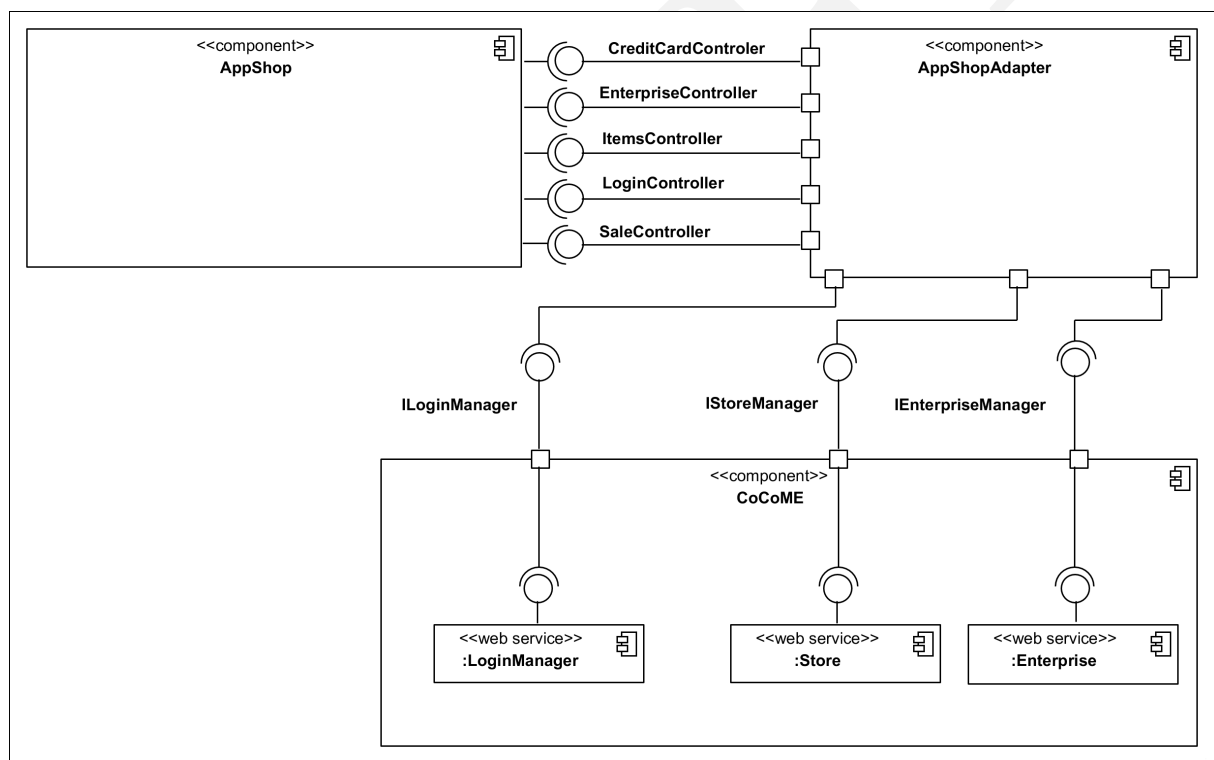 <<component>>
AppShop
CreditCardControler
EnterpriseController
ItemsController
LoginController
SaleController
<<component>>
AppShopAdapter
ILoginManager
IStoreManager
IEnterpriseManager
<<component>>
CoCoME
<<web service>>
:LoginManager
<<web service>>
:Store
<<web service>>
:Enterprise